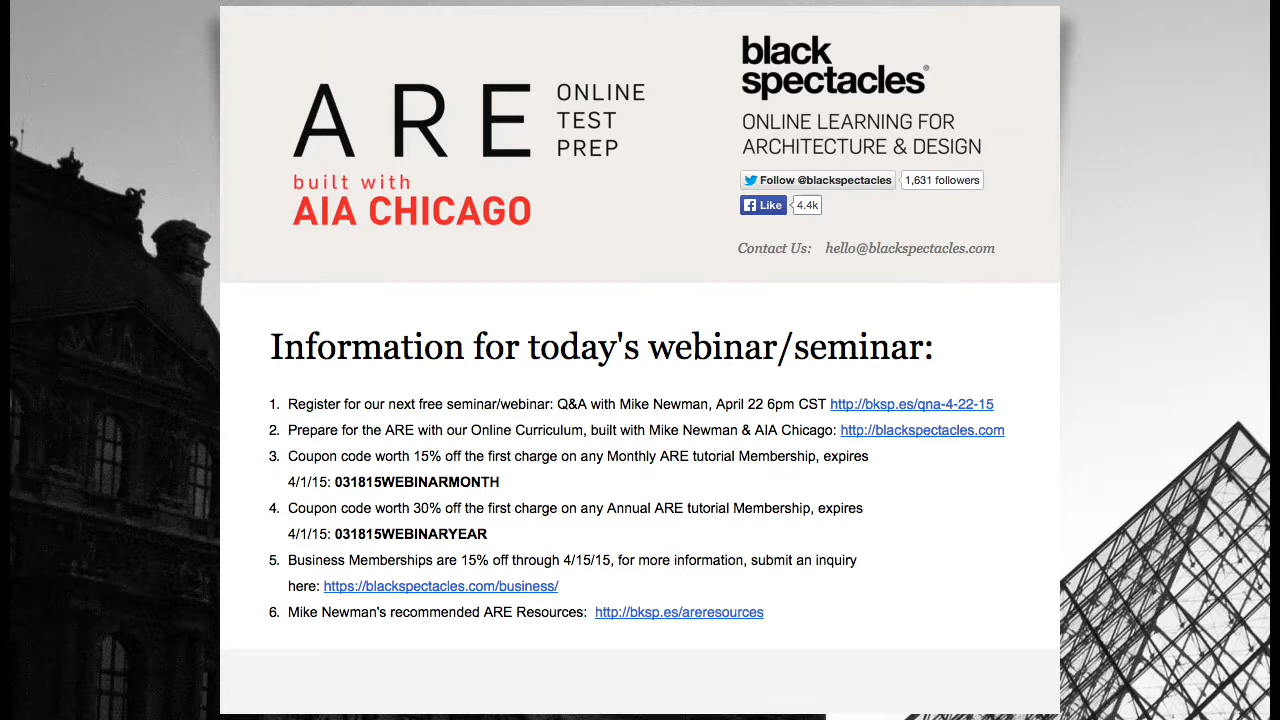 A R E
ONLINE
TEST
PREP
built with
AIA CHICAGO
black
spectacles®
ONLINE LEARNING FOR
ARCHITECTURE & DESIGN
Follow @blackspectacles 1,631 followers
Like 4.4k
Contact Us: hello@blackspectacles.com
Information for today's webinar/seminar:
1. Register for our next free seminar/webinar: Q&A with Mike Newman, April 22 6pm CST http://bksp.es/qna-4-22-15
2. Prepare for the ARE with our Online Curriculum, built with Mike Newman & AIA Chicago: http://blackspectacles.com
3. Coupon code worth 15% off the first charge on any Monthly ARE tutorial Membership, expires
4/1/15: 031815WEBINARMONTH
4. Coupon code worth 30% off the first charge on any Annual ARE tutorial Membership, expires
4/1/15: 031815WEBINARYEAR
5. Business Memberships are 15% off through 4/15/15, for more information, submit an inquiry
here: https://blackspectacles.com/business/
6. Mike Newman's recommended ARE Resources: http://bksp.es/areresources